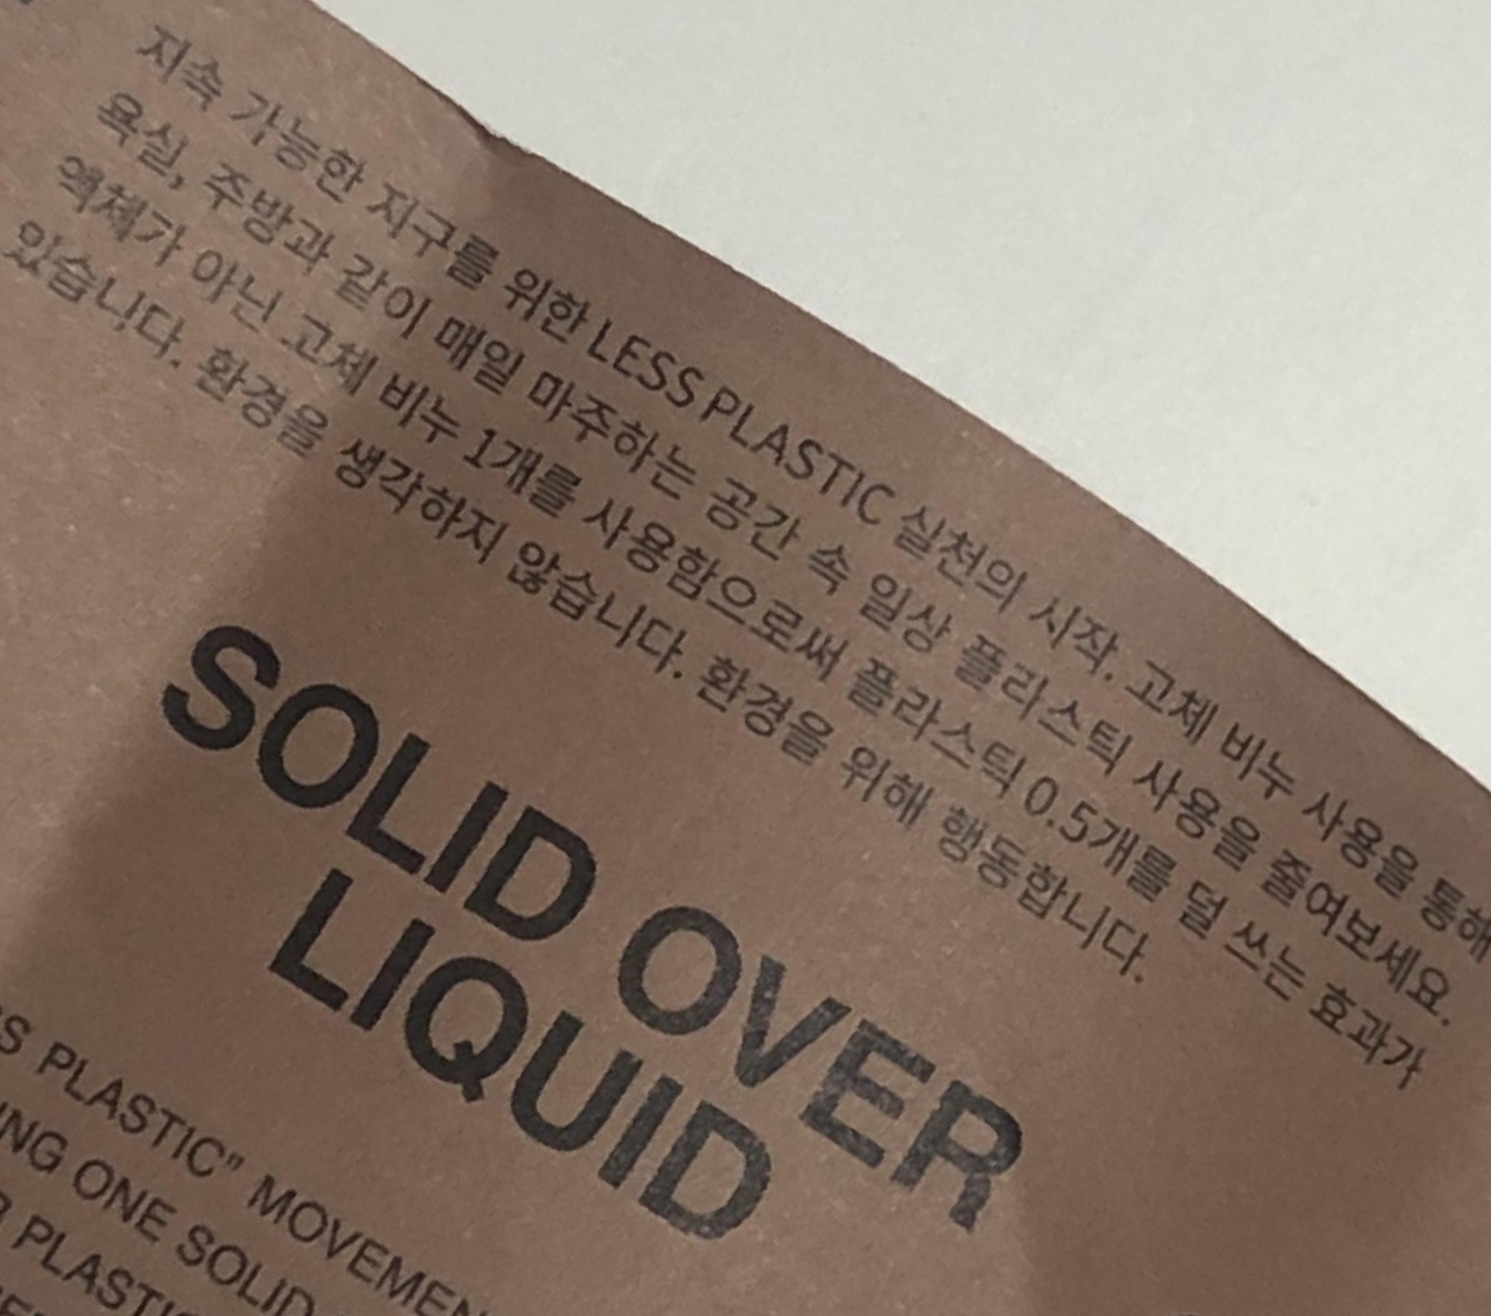 지속 가능한 지구를 위한 LESS PLASTIC 실천의 시작. 고체 비누 사용을 통해
욕실, 주방과 같이 매일 마주하는 공간 속 일상 플라스틱 사용을 줄여보세요.
액체가 아닌 고체 비누 1개를 사용함으로써 플라스틱 0.5개를 덜 쓰는 효과가
있습니다. 환경을 생각하지 않습니다. 환경을 위해 행동합니다.
SOLID OVER
LIQUID
PLASTIC" MOVEMEN
ONE SOLID
PLASTIC